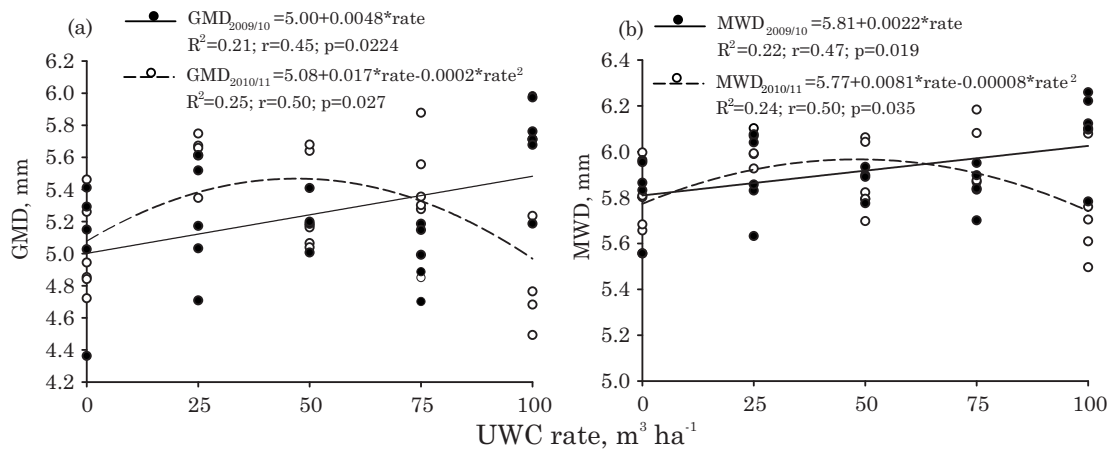 (a)
GMD2009/10 =5.00+0.0048*rate
R²=0.21; r=0.45; p=0.0224
GMD2010/11=5.08+0.017*rate-0.0002*rate²
R²=0.25; r=0.50; p=0.027
6.2
6.0
5.8
5.6
5.4
5.2
5.0
4.8
4.6
4.4
4.2
GMD, mm
0
25
50
75
100
(b)
MWD2009/10 =5.81+0.0022*rate
R²=0.22; r=0.47; p=0.019
MWD2010/11=5.77+0.0081*rate-0.00008*rate²
R²=0.24; r=0.50; p=0.035
6.4
6.2
6.0
5.8
5.6
5.4
5.2
5.0
MWD, mm
0
25
50
75
100
UWC rate, m³ ha⁻¹